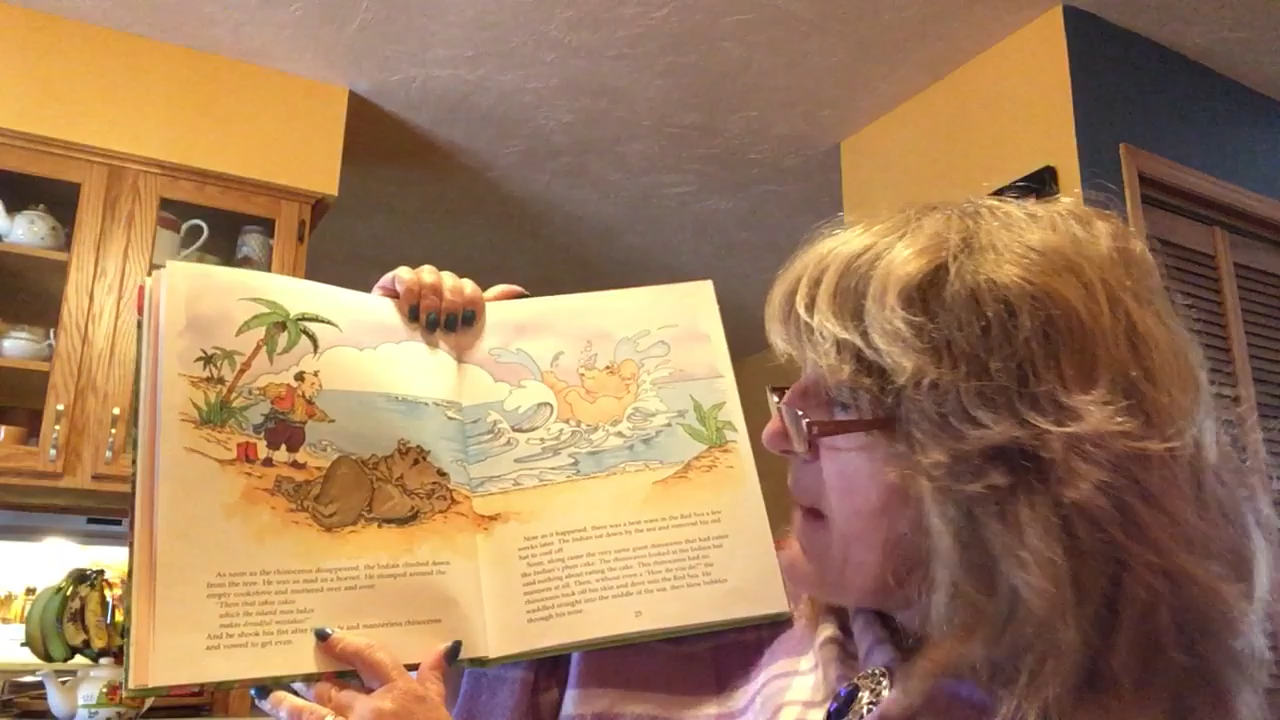 As soon as the rhinoceros disappeared, the Indian climbed down
from the tree. He was as mad as a hornet. He stomped around the
empty cookstove and muttered over and over:
"Them that takes cakes
which the island man bakes
makes dreadful mistakes!"
And he shook his fist after and mannerless rhinoceros
and vowed to get even.
Now as it happened, there was a heat wave in the Red Sea a few
weeks later. The Indian sat down by the sea and removed his red
hat to cool off.
Soon, along came the very same giant rhinoceros that had eaten
the Indian's plum cake. The rhinoceros looked at the Indian but
said nothing about eating the cake. This rhinoceros had no
manners at all. Then, without even a "How do you do?" the
rhinoceros took off his skin and dove into the Red Sea. He
waddled straight into the middle of the sea, then blew bubbles
through his nose.
25